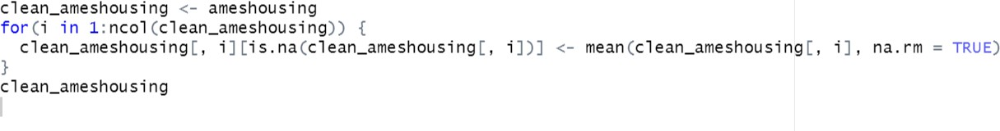 clean_ameshousing <- ameshousing
for(i in 1:ncol(clean_ameshousing)) {
  clean_ameshousing[, i][is.na(clean_ameshousing[, i])] <- mean(clean_ameshousing[, i], na.rm = TRUE)
}
clean_ameshousing